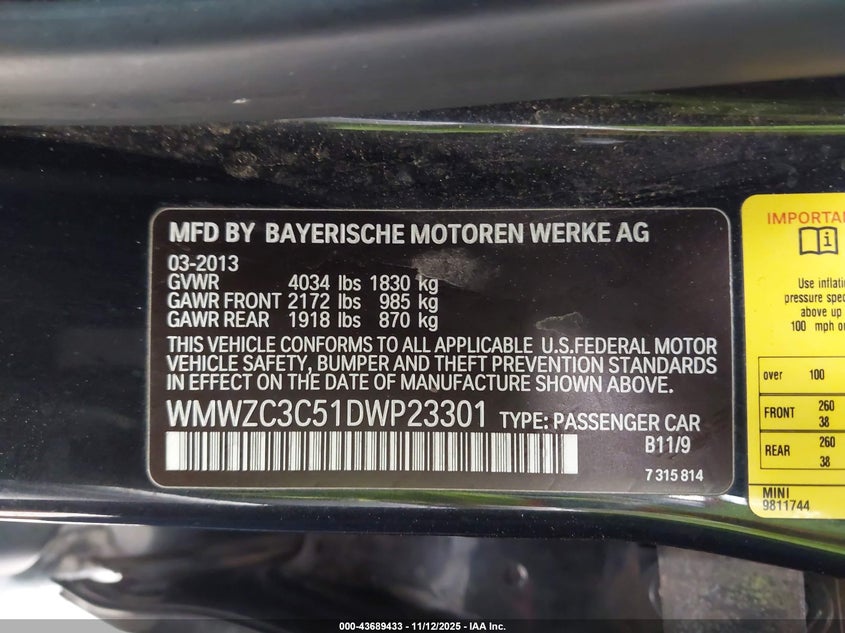 MFD BY BAYERISCHE MOTOREN WERKE AG
03-2013
GVWR 4034 lbs 1830 kg
GAWR FRONT 2172 lbs 985 kg
GAWR REAR 1918 lbs 870 kg
THIS VEHICLE CONFORMS TO ALL APPLICABLE U.S.FEDERAL MOTOR
VEHICLE SAFETY, BUMPER AND THEFT PREVENTION STANDARDS
IN EFFECT ON THE DATE OF MANUFACTURE SHOWN ABOVE.
WMWZC3C51DWP23301 TYPE: PASSENGER CAR
B11/9
7 315 814
IMPORTA
Use inflati
pressure spec
above up
100 mph o
over 100
FRONT 260
38
REAR 260
38
MINI
9811744
000-43689433 - 11/12/2025 - IAA Inc.